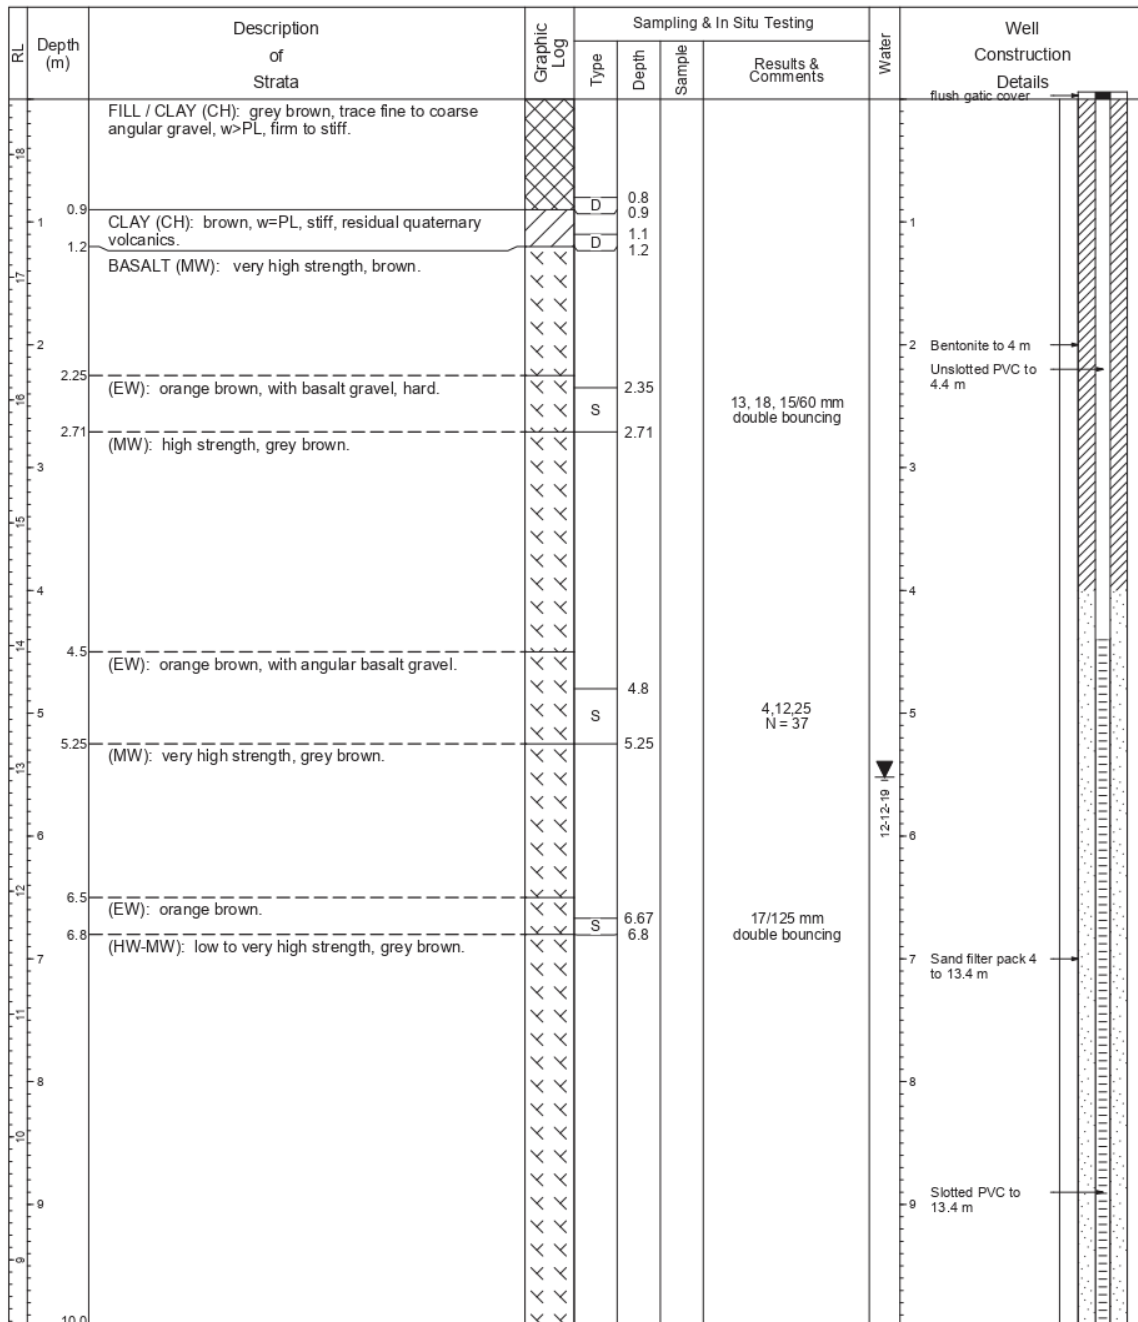 RL
Depth
(m)
Description
of
Strata
Graphic
Log
Sampling & In Situ Testing
Type
Depth
Sample
Results &
Comments
Water
Well
Construction
Details
flush gatic cover
FILL / CLAY (CH): grey brown, trace fine to coarse
angular gravel, w>PL, firm to stiff.
18
0.8
D
0.9
0.9
1
CLAY (CH): brown, w=PL, stiff, residual quaternary
volcanics.
1.1
D
1.2
1
1.2
BASALT (MW): very high strength, brown.
17
2
2
Bentonite to 4 m
Unslotted PVC to
4.4 m
2.25
(EW): orange brown, with basalt gravel, hard.
2.35
16
S
13, 18, 15/60 mm
double bouncing
2.71
2.71
(MW): high strength, grey brown.
3
3
15
4
4
14
4.5
(EW): orange brown, with angular basalt gravel.
4.8
5
S
4,12,25
N = 37
5
5.25
5.25
(MW): very high strength, grey brown.
13
12-12-19
6
6
12
6.5
(EW): orange brown.
6.67
S
17/125 mm
double bouncing
6.8
6.8
(HW-MW): low to very high strength, grey brown.
7
7
Sand filter pack 4
to 13.4 m
11
8
8
10
9
9
Slotted PVC to
13.4 m
9
10.0